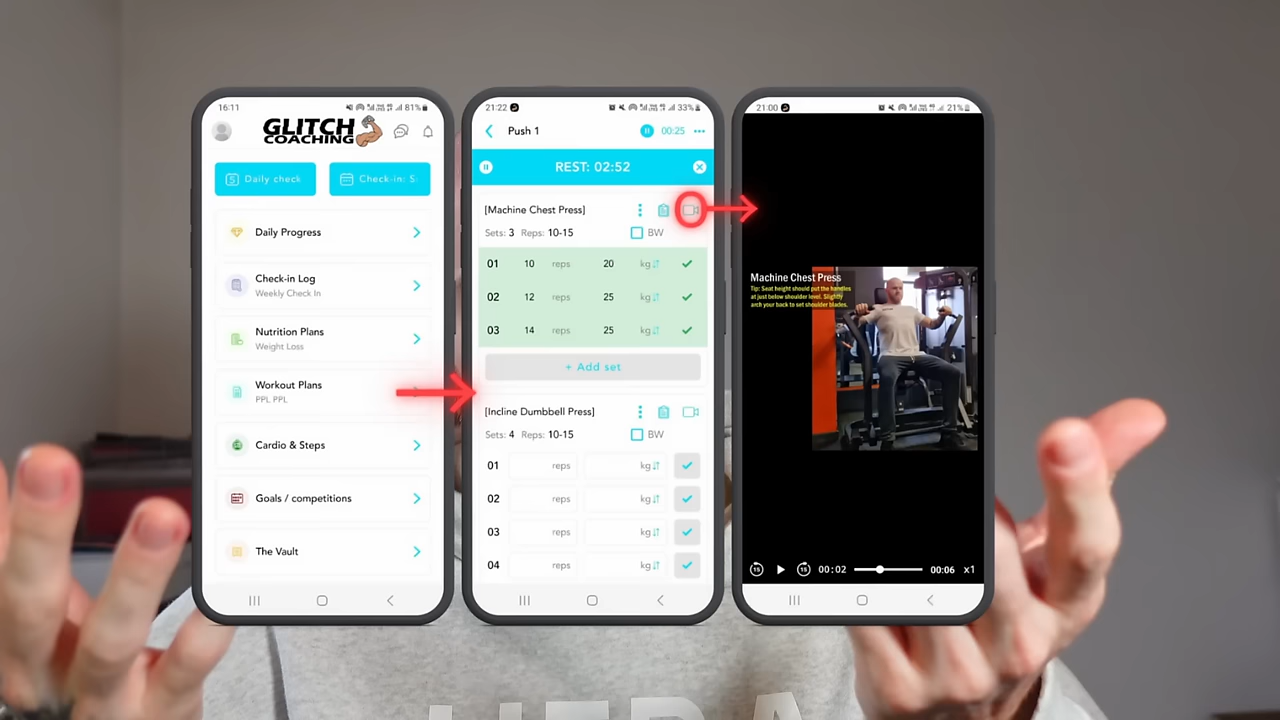 16:11
81%
GLITCH
COACHING
5 Daily check
Check-in: S
Daily Progress
Check-in Log
Weekly Check In
Nutrition Plans
Weight Loss
Workout Plans
PPL PPL
Cardio & Steps
Goals / competitions
The Vault
21:22
33%
Push 1
00:25
REST: 02:52
[Machine Chest Press]
Sets: 3 Reps: 10-15
BW
01 10 reps 20 kg
02 12 reps 25 kg
03 14 reps 25 kg
+ Add set
[Incline Dumbbell Press]
Sets: 4 Reps: 10-15
BW
01 reps kg
02 reps kg
03 reps kg
04 reps kg
21:00
21%
Machine Chest Press
Tip: Seat height should put the handles
at just below shoulder level. Slightly
arch your back to set shoulder blades.
15 15 00:02 00:06 x1